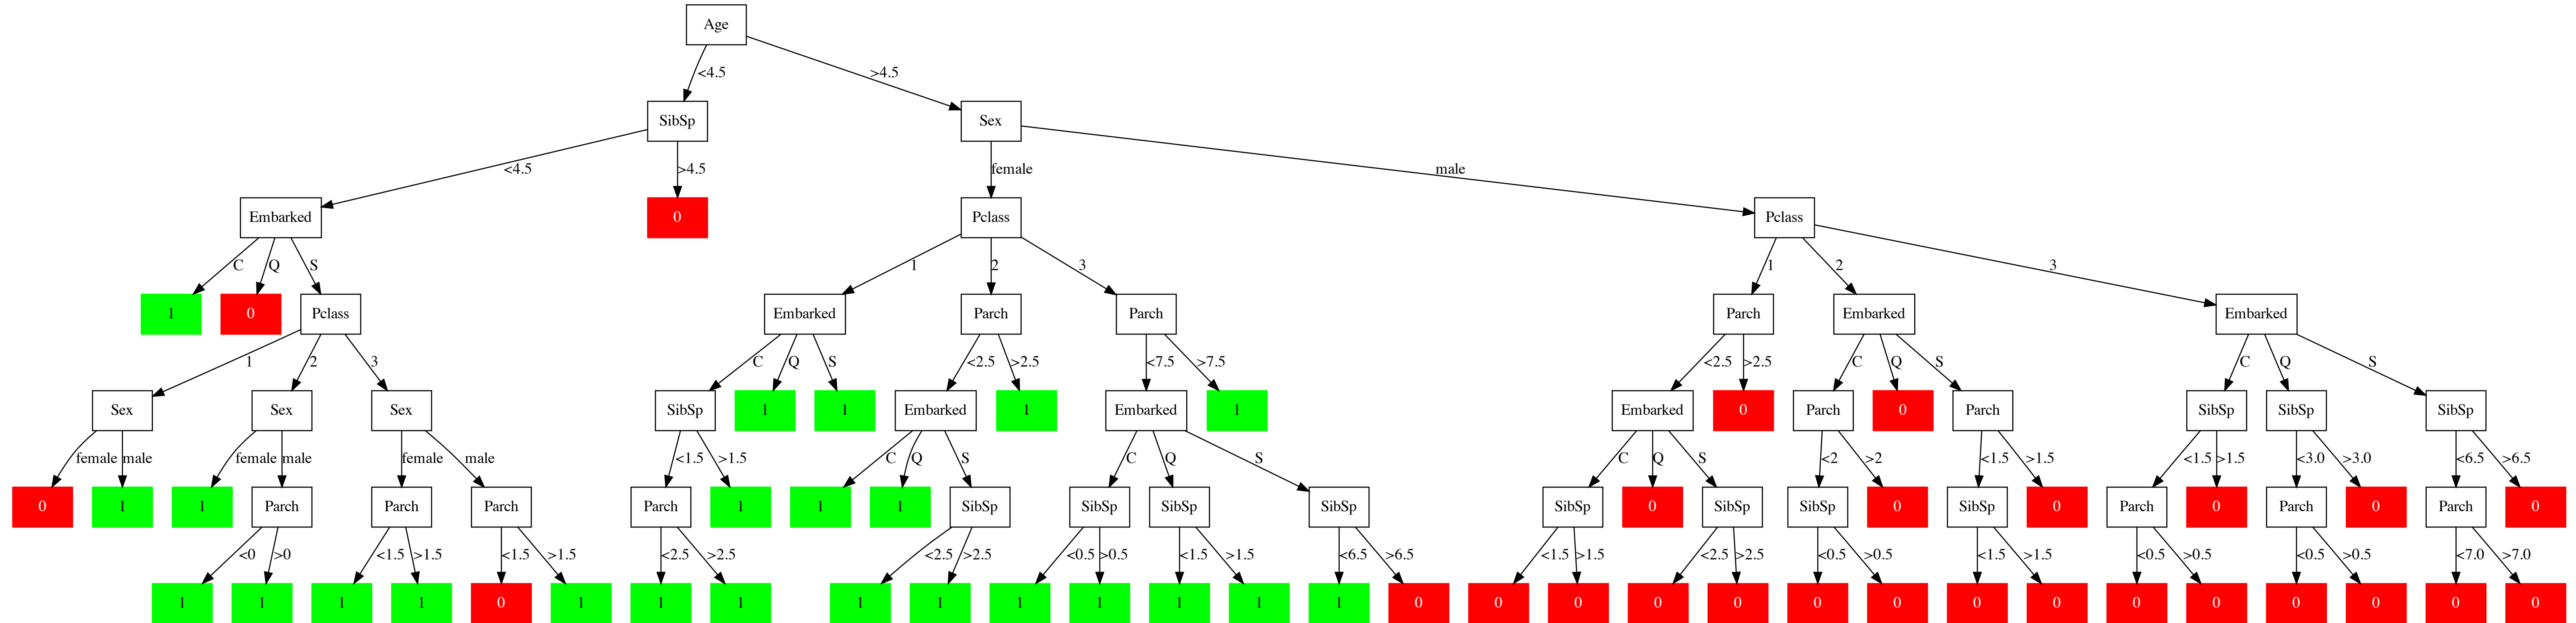 Age
<4.5 >4.5
SibSp Sex
<4.5 >4.5 female male
Embarked 0 Pclass Pclass
C Q S 1 2 3 1 2 3
1 0 Pclass Embarked Parch Parch Parch Embarked Embarked
1 2 3 C Q S <2.5 >2.5 <7.5 >7.5 <2.5 >2.5 C Q S C Q S
Sex Sex Sex SibSp 1 1 Embarked 1 Embarked 1 Embarked 0 Parch 0 Parch SibSp SibSp SibSp
female male female male female male <1.5 >1.5 C Q S C Q S C Q S <2 >2 <1.5 >1.5 <1.5 >1.5 <3.0 >3.0 <6.5 >6.5
0 1 1 Parch Parch Parch Parch 1 1 1 SibSp SibSp SibSp SibSp SibSp 0 SibSp SibSp 0 SibSp 0 Parch 0 Parch 0 Parch 0
<0 >0 <1.5 >1.5 <1.5 >1.5 <2.5 >2.5 <2.5 >2.5 <0.5 >0.5 <1.5 >1.5 <6.5 >6.5 <1.5 >1.5 <2.5 >2.5 <0.5 >0.5 <1.5 >1.5 <0.5 >0.5 <0.5 >0.5 <7.0 >7.0
1 1 1 1 0 1 1 1 1 1 1 1 1 1 1 0 0 0 0 0 0 0 0 0 0 0 0 0 0 0